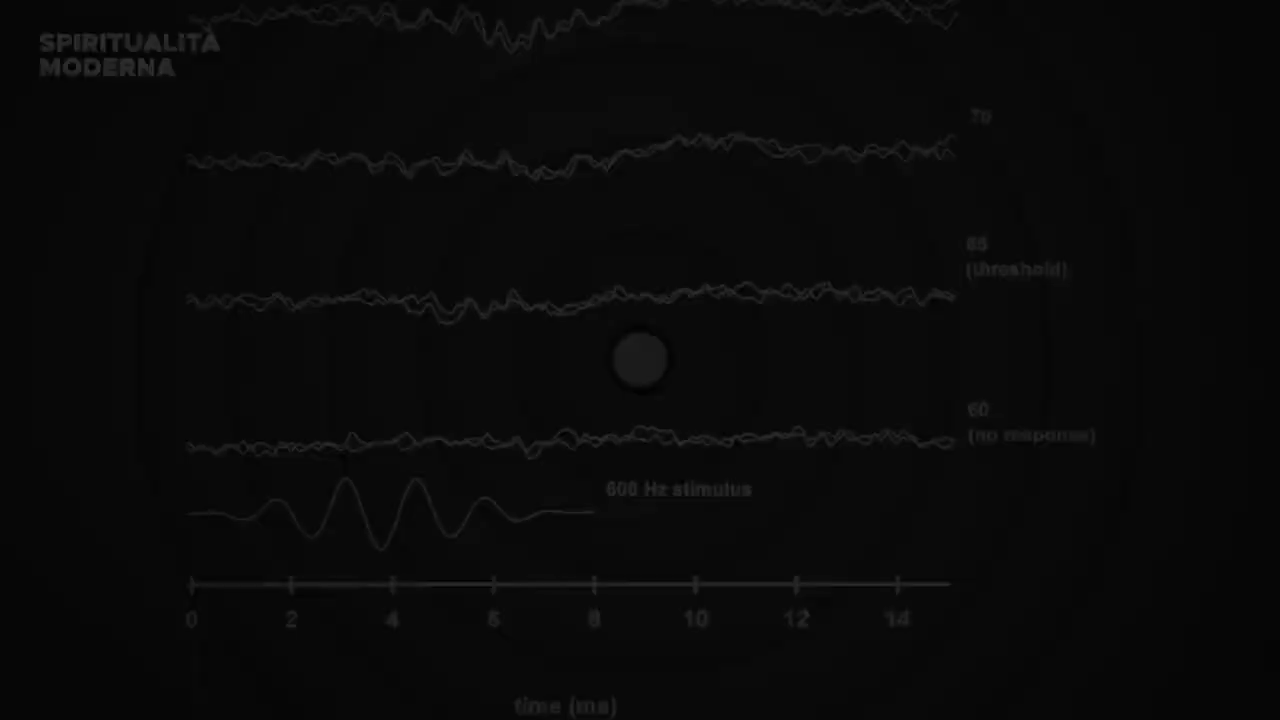 SPIRITUALITÀ
MODERNA
70
65
(threshold)
60
(no response)
600 Hz stimulus
0 2 4 6 8 10 12 14
time (ms)